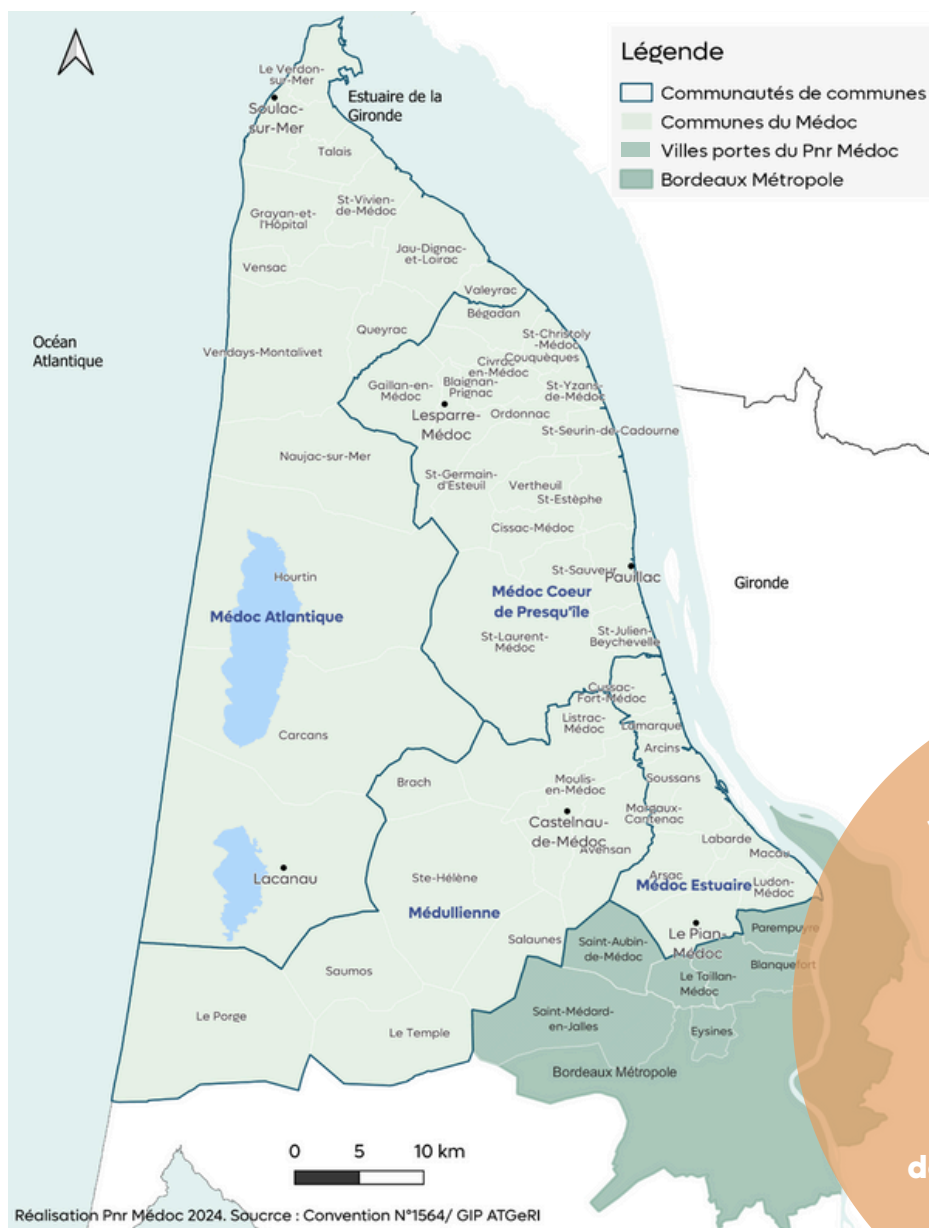 Légende
Communautés de communes
Communes du Médoc
Villes portes du Pnr Médoc
Bordeaux Métropole
Le Verdon-
sur-Mer
Soulac-
sur-Mer
Estuaire de la
Gironde
Talais
St-Vivien-
de-Médoc
Grayan-et-
l'Hôpital
Jau-Dignac-
et-Loirac
Vensac
Valeyrac
Bégadan
Queyrac
St-Christoly
-Médoc
Océan
Atlantique
Vendays-Montalivet
Couquèques
Civrac-
en-Médoc
Gaillan-en-
Médoc
Blaignan-
Prignac
St-Yzans-
de-Médoc
Lesparre-
Médoc
Ordonnac
St-Seurin-de-Cadourne
Naujac-sur-Mer
St-Germain-
d'Esteuil
Vertheuil
St-Estèphe
Cissac-Médoc
Hourtin
St-Sauveur
Pauillac
Gironde
Médoc Coeur
de Presqu'île
Médoc Atlantique
St-Laurent-
Médoc
St-Julien-
Beychevelle
Cussac-
Fort-Médoc
Listrac-
Médoc
Lamarque
Carcans
Arcins
Brach
Moulis-
en-Médoc
Soussans
Margaux-
Cantenac
Castelnau-
de-Médoc
Avensan
Labarde
Macau
Lacanau
Ste-Hélène
Arsac
Médoc Estuaire
Ludon-
Médoc
Médullienne
Le Pian-
Médoc
Parempuyre
Salaunes
Saint-Aubin-
de-Médoc
Blanquefort
Saumos
Le Taillan-
Médoc
Le Porge
Saint-Médard-
en-Jalles
Eysines
Le Temple
Bordeaux Métropole
0 5 10 km
Réalisation Pnr Médoc 2024. Soucrce : Convention N°1564/ GIP ATGeRI